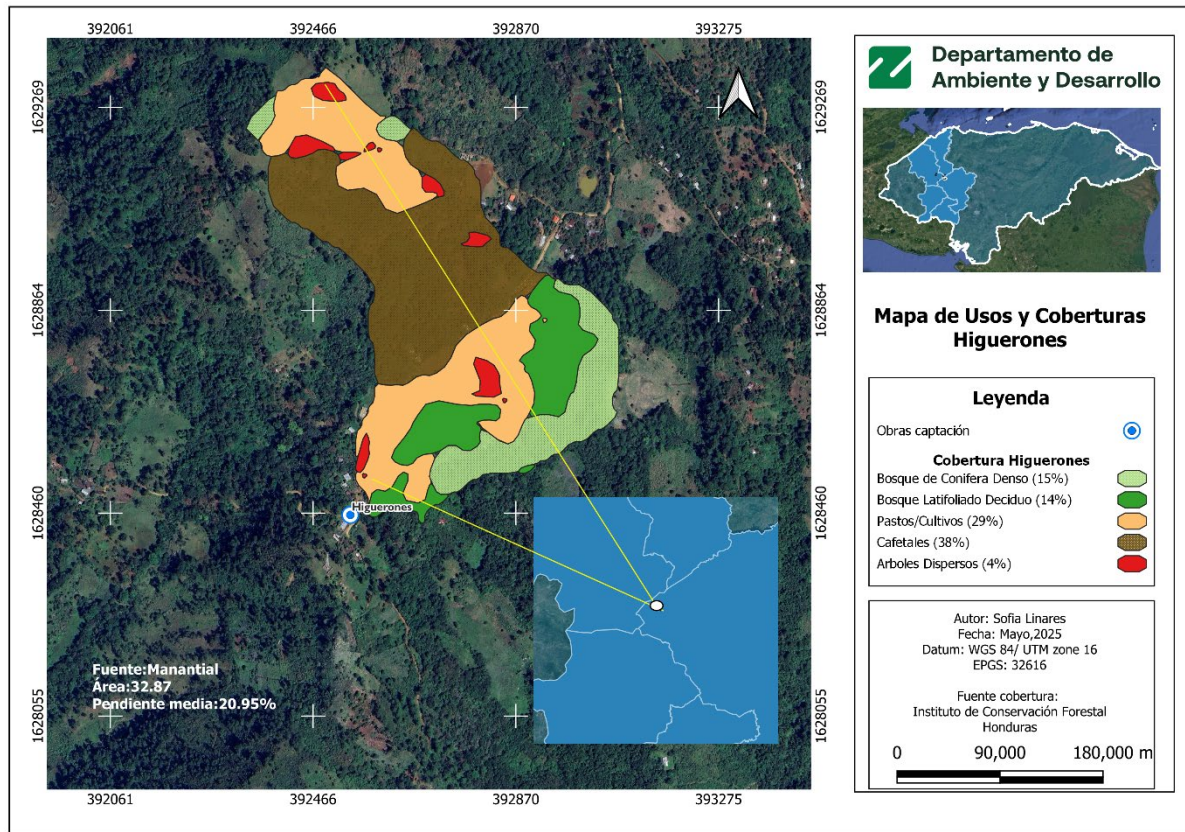 392061
392466
392870
393275
1629269
1628864
1628460
1628055
1629269
1628864
1628460
1628055
Higuerones
Fuente:Manantial
Área:32.87
Pendiente media:20.95%
392061
392466
392870
393275
Departamento de
Ambiente y Desarrollo
Mapa de Usos y Coberturas
Higuerones
Leyenda
Obras captación
Cobertura Higuerones
Bosque de Conifera Denso (15%)
Bosque Latifoliado Deciduo (14%)
Pastos/Cultivos (29%)
Cafetales (38%)
Arboles Dispersos (4%)
Autor: Sofia Linares
Fecha: Mayo,2025
Datum: WGS 84/ UTM zone 16
EPGS: 32616
Fuente cobertura:
Instituto de Conservación Forestal
Honduras
0 90,000 180,000 m